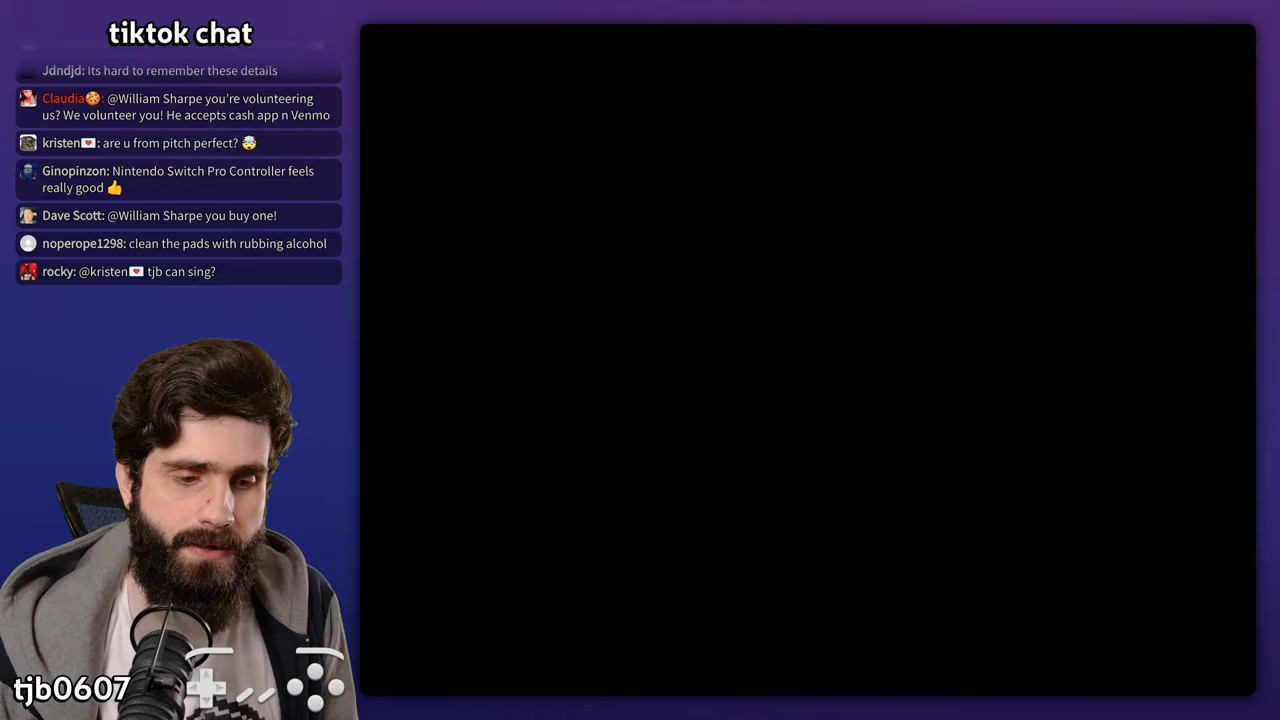 tiktok chat
Jdndjd: Its hard to remember these details
Claudia🍪: @William Sharpe you’re volunteering
us? We volunteer you! He accepts cash app n Venmo
kristen💌: are u from pitch perfect? 🤯
Ginopinzon: Nintendo Switch Pro Controller feels
really good 👍
Dave Scott: @William Sharpe you buy one!
noperope1298: clean the pads with rubbing alcohol
rocky: @kristen💌 tjb can sing?
tjb0607